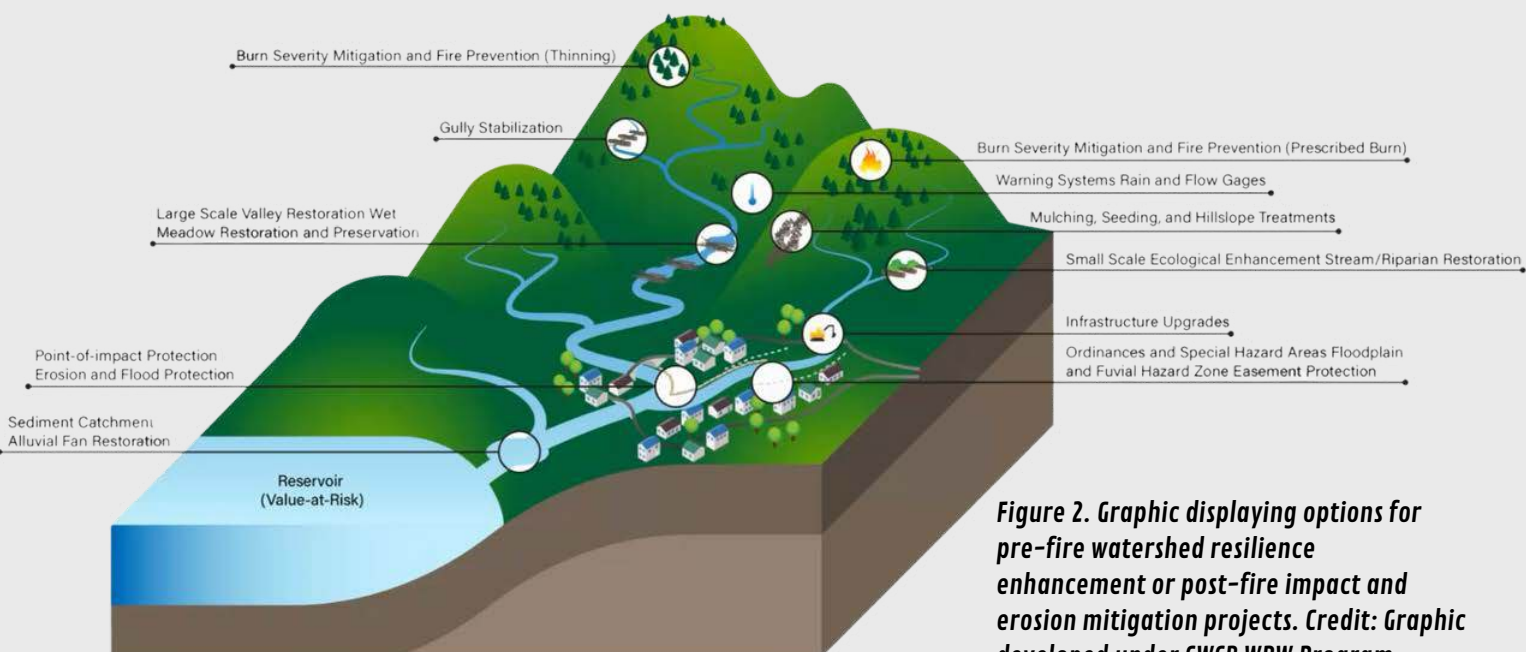 Burn Severity Mitigation and Fire Prevention (Thinning)
Gully Stabilization
Large Scale Valley Restoration Wet
Meadow Restoration and Preservation
Point-of-impact Protection
Erosion and Flood Protection
Sediment Catchment
Alluvial Fan Restoration
Reservoir
(Value-at-Risk)
Burn Severity Mitigation and Fire Prevention (Prescribed Burn)
Warning Systems Rain and Flow Gages
Mulching, Seeding, and Hillslope Treatments
Small Scale Ecological Enhancement Stream/Riparian Restoration
Infrastructure Upgrades
Ordinances and Special Hazard Areas Floodplain
and Fuvial Hazard Zone Easement Protection
Figure 2. Graphic displaying options for
pre-fire watershed resilience
enhancement or post-fire impact and
erosion mitigation projects. Credit: Graphic
developed under CWCB WRW Program